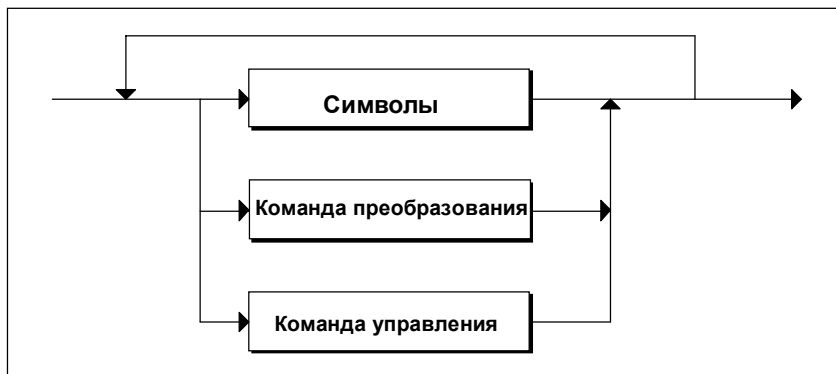 Символы
Команда преобразования
Команда управления